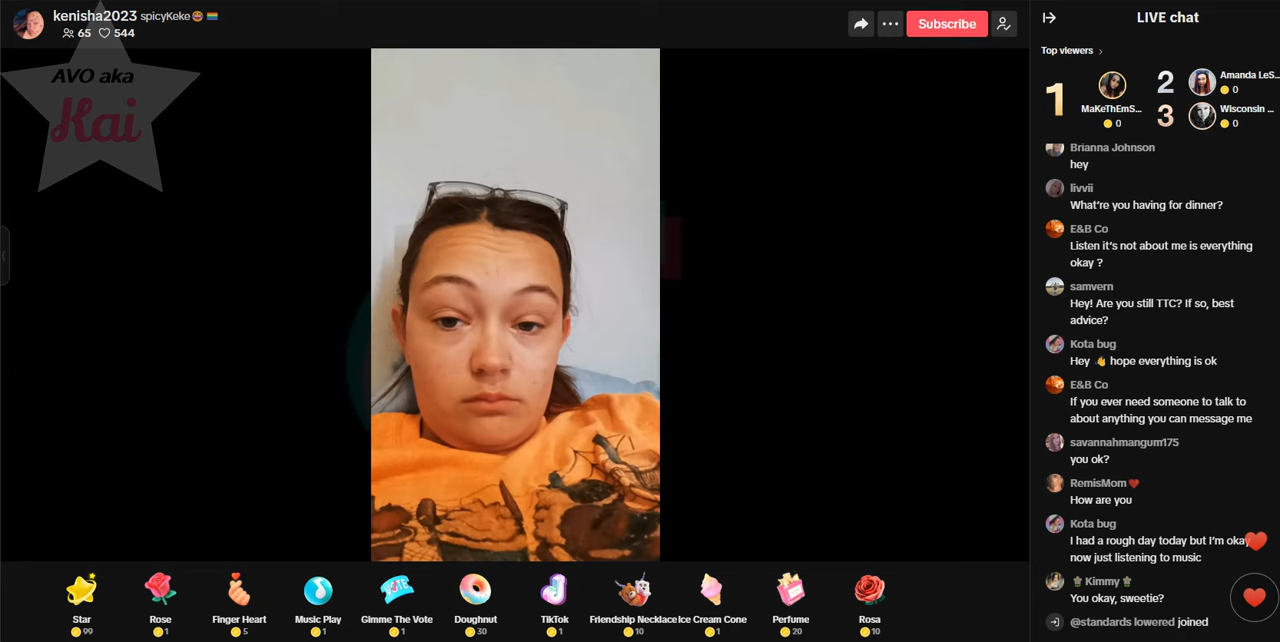 kenisha2023 spicyKeke
65 544
Subscribe
AVO aka
Kai
LIVE chat
Top viewers
1
MaKeThEmS...
0
2
Amanda LeS...
0
3
Wisconsin ...
0
Brianna Johnson
hey
livvii
What're you having for dinner?
E&B Co
Listen it's not about me is everything
okay ?
samvern
Hey! Are you still TTC? If so, best
advice?
Kota bug
Hey 👋 hope everything is ok
E&B Co
If you ever need someone to talk to
about anything you can message me
savannahmangum175
you ok?
RemisMom❤️
How are you
Kota bug
I had a rough day today but I'm okay
now just listening to music
Kimmy
You okay, sweetie?
@standards lowered joined
Star
99
Rose
1
Finger Heart
5
Music Play
1
VOTE
Gimme The Vote
1
Doughnut
30
TikTok
1
Friendship Necklace
10
Ice Cream Cone
1
Perfume
20
Rosa
10